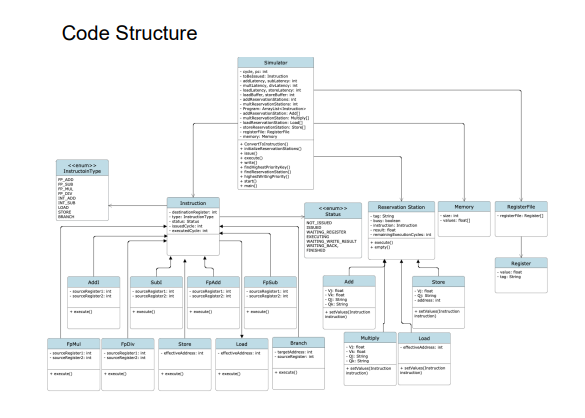 Code Structure
Simulator
- cycle, pc: int
- toBeIssued: Instruction
- addLatency, subLatency: int
- multLatency, divLatency: int
- loadLatency, storeLatency: int
- loadBuffer, storeBuffer: int
- addReservationStations: int
- multReservationStations: int
- Program: ArrayList<Instruction>
- addReservationStation: Add[]
- multReservationStation: Multiply[]
- loadReservationStation: Load[]
- storeReservationStation: Store[]
- registerFile: RegisterFile
- memory: Memory
+ ConvertToInstruction()
+ initializeReservationStations()
+ issue()
+ execute()
+ write()
+ findHighestPriorityKey()
+ findReservationStation()
+ highestWritingPriority()
+ start()
+ main()
<<enum>>
InstructoinType
FP_ADD
FP_SUB
FP_MUL
FP_DIV
INT_ADD
INT_SUB
LOAD
STORE
BRANCH
Instruction
- destinationRegister: int
- type: InstructionType
- status: Status
- issuedCycle: int
- executedCycle: int
<<enum>>
Status
NOT_ISSUED
ISSUED
WAITING_REGISTER
EXECUTING
WAITING_WRITE_RESULT
WRITING_BACK,
FINISHED
Reservation Station
- tag: String
- busy: boolean
- instruction: Instruction
- result: float
- remainingExecutionCycles: int
+ execute()
+ empty()
Memory
- size: int
- values: float[]
RegisterFile
- registerFile: Register[]
Register
- value: float
- tag: String
AddI
- sourceRegister1: int
- sourceRegister2: int
+ execute()
SubI
- sourceRegister1: int
- sourceRegister2: int
+ execute()
FpAdd
- sourceRegister1: int
- sourceRegister2: int
+ execute()
FpSub
- sourceRegister1: int
- sourceRegister2: int
+ execute()
Add
- Vj: float
- Vk: float
- Qj: String
- Qk: String
+ setValues(Instruction
instruction)
Store
- Vj: float
- Qj: String
- address: int
+ setValues(Instruction
instruction)
FpMul
- sourceRegister1: int
- sourceRegister2: int
+ execute()
FpDiv
- sourceRegister1: int
- sourceRegister2: int
+ execute()
Store
- effectiveAddress: int
+ execute()
Load
- effectiveAddress: int
+ execute()
Branch
- targetAddress: int
- sourceRegister: int
+ execute()
Multiply
- Vj: float
- Vk: float
- Qj: String
- Qk: String
+ setValues(Instruction
instruction)
Load
- effectiveAddress: int
+ setValues(Instruction
instruction)